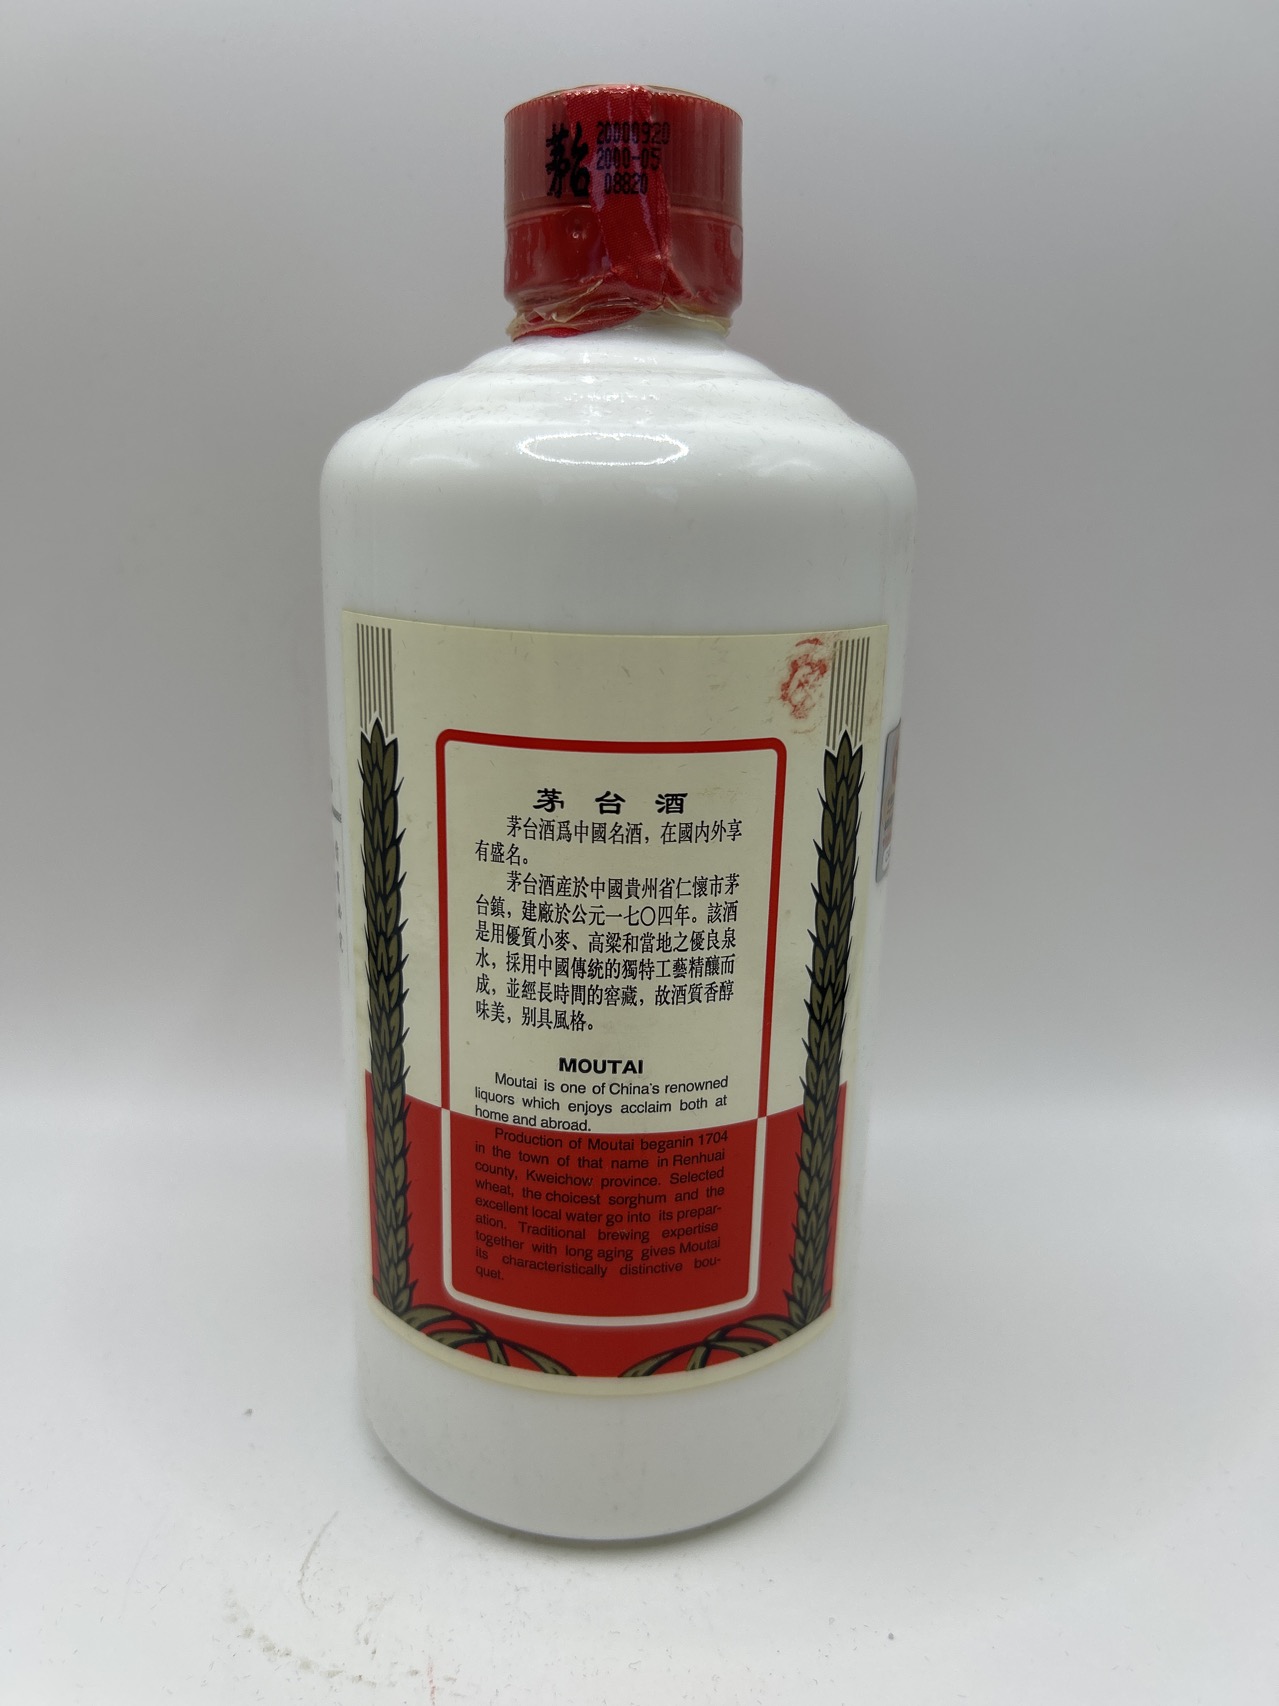 茅台
20000920
2000-05
08820
茅台酒
茅台酒爲中國名酒，在國内外享
有盛名。
茅台酒産於中國貴州省仁懷市茅
台鎮，建廠於公元一七〇四年。該酒
是用優質小麥、高粱和當地之優良泉
水，採用中國傳統的獨特工藝精釀而
成，並經長時間的窖藏，故酒質香醇
味美，别具風格。
MOUTAI
Moutai is one of China's renowned
liquors which enjoys acclaim both at
home and abroad.
Production of Moutai beganin 1704
in the town of that name in Renhuai
county, Kweichow province. Selected
wheat, the choicest sorghum and the
excellent local water go into its prepar-
ation. Traditional brewing expertise
together with long aging gives Moutai
its characteristically distinctive bou-
quet.